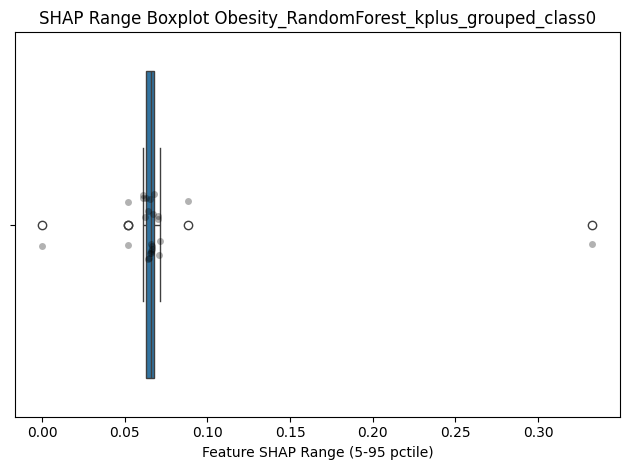 SHAP Range Boxplot Obesity_RandomForest_kplus_grouped_class0
0.00 0.05 0.10 0.15 0.20 0.25 0.30
Feature SHAP Range (5-95 pctile)